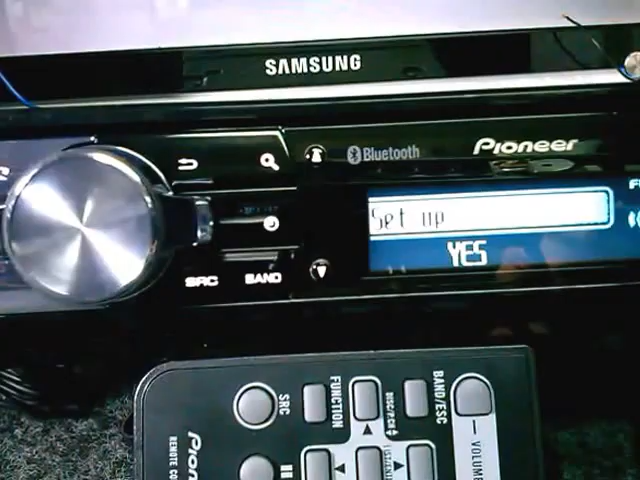 SAMSUNG
Bluetooth
Pioneer
Set up
YES
SRC
BAND
SRC
FUNCTION
BAND/ESC
VOLUME